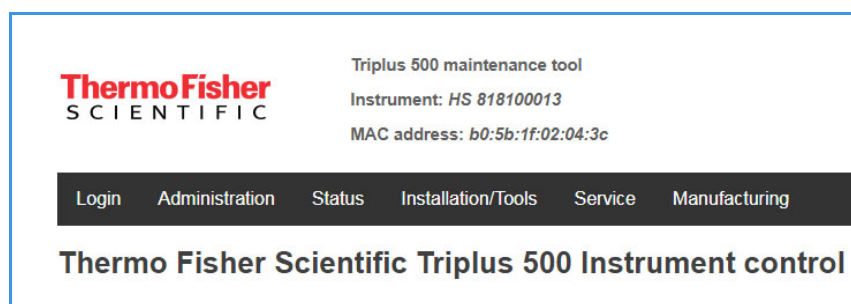 ThermoFisher
SCIENTIFIC
Triplus 500 maintenance tool
Instrument: HS 818100013
MAC address: b0:5b:1f:02:04:3c
Login Administration Status Installation/Tools Service Manufacturing
Thermo Fisher Scientific Triplus 500 Instrument control